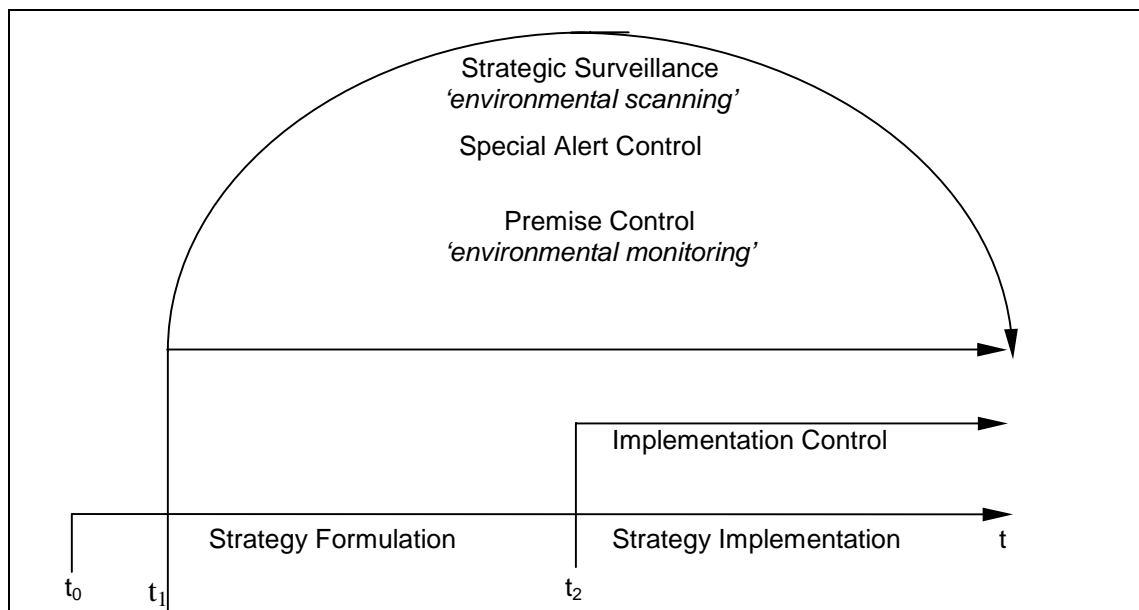 Strategic Surveillance
‘environmental scanning’
Special Alert Control
Premise Control
‘environmental monitoring’
Implementation Control
Strategy Formulation
Strategy Implementation
t
t₀
t₁
t₂